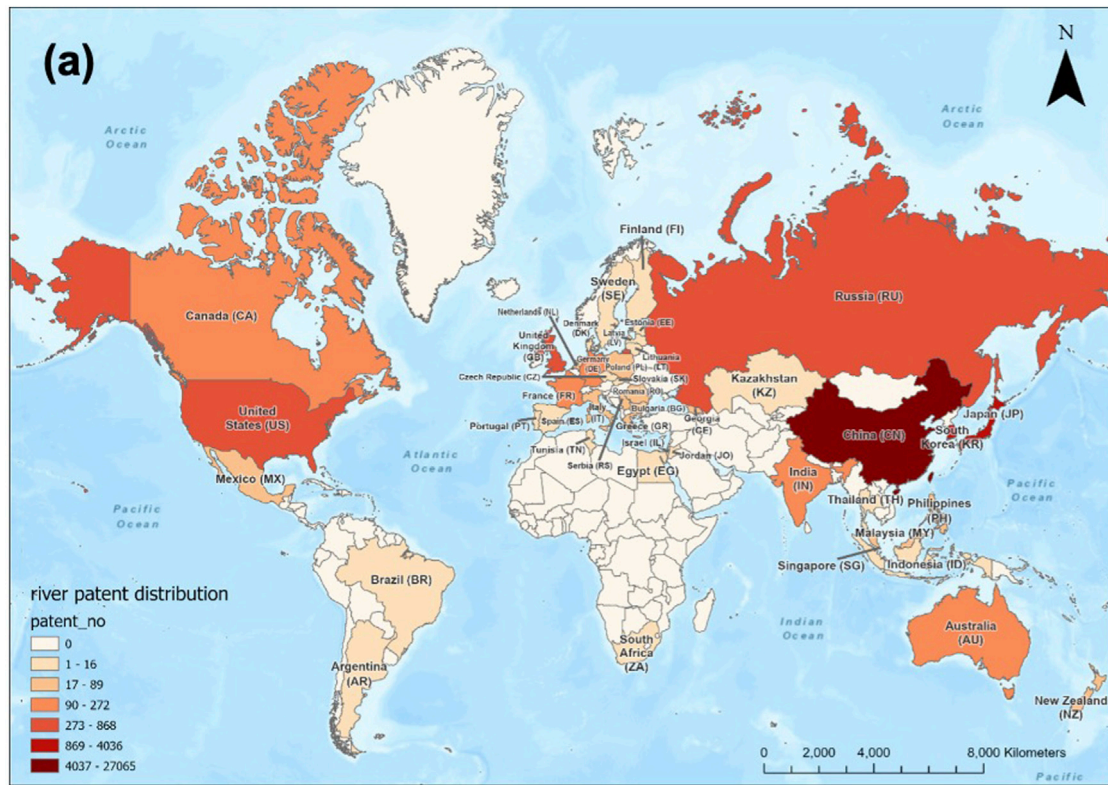 (a)
N
Arctic
Ocean
Arctic
Ocean
Finland (FI)
Sweden
(SE)
Russia (RU)
Canada (CA)
Netherlands (NL)
Denmark
(DK)
Estonia (EE)
Latvia
(LV)
United
Kingdom
(GB)
Lithuania
(LT)
Germany
(DE)
Poland (PL)
Czech Republic (CZ)
Slovakia (SK)
Kazakhstan
(KZ)
France (FR)
Romania (RO)
Italy
(IT)
Bulgaria (BG)
Georgia
(GE)
Portugal (PT)
Spain (ES)
Greece (GR)
United
States (US)
Japan (JP)
South
Korea (KR)
China (CN)
Tunisia (TN)
Israel (IL)
Jordan (JO)
Serbia (RS)
Egypt (EG)
Atlantic
Ocean
Mexico (MX)
India
(IN)
Thailand (TH)
Philippines
(PH)
Pacific
Ocean
Pacific
Ocean
Malaysia (MY)
Singapore (SG)
Indonesia (ID)
Brazil (BR)
Indian
Ocean
Australia
(AU)
South
Africa
(ZA)
Argentina
(AR)
New Zealand
(NZ)
river patent distribution
patent_no
0
1 - 16
17 - 89
90 - 272
273 - 868
869 - 4036
4037 - 27065
0 2,000 4,000 8,000 Kilometers
Pacific